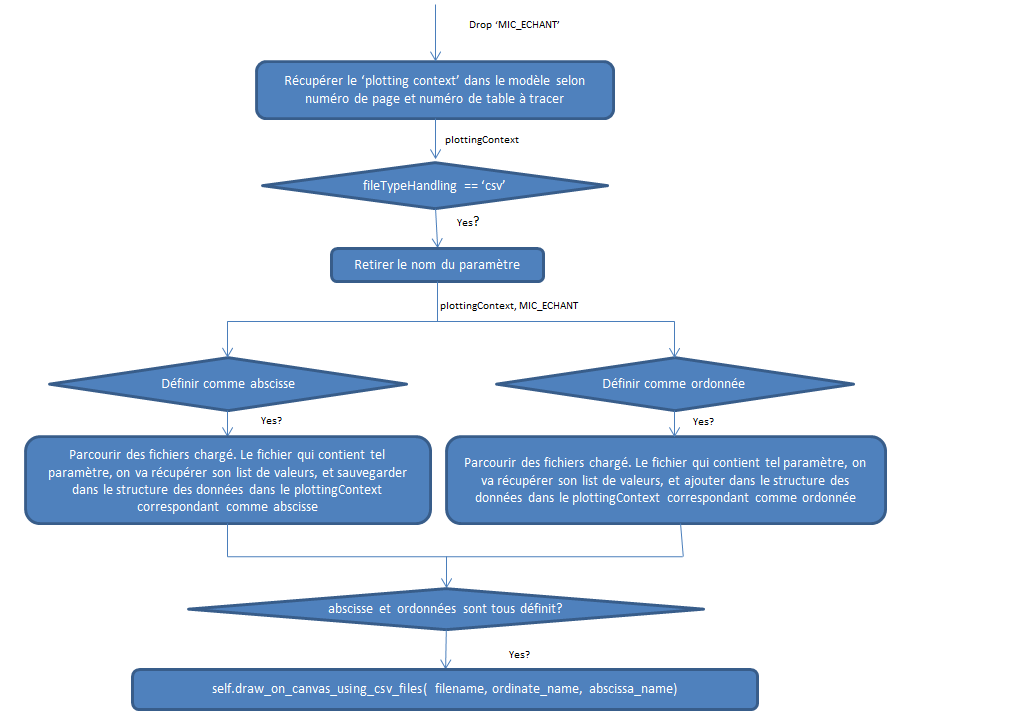 Drop ‘MIC_ECHANT’
Récupérer le ‘plotting context’ dans le modèle selon
numéro de page et numéro de table à tracer
plottingContext
fileTypeHandling == ‘csv’
Yes?
Retirer le nom du paramètre
plottingContext, MIC_ECHANT
Définir comme abscisse
Définir comme ordonnée
Yes?
Yes?
Parcourir des fichiers chargé. Le fichier qui contient tel
paramètre, on va récupérer son list de valeurs, et sauvegarder
dans le structure des données dans le plottingContext
correspondant comme abscisse
Parcourir des fichiers chargé. Le fichier qui contient tel paramètre, on
va récupérer son list de valeurs, et ajouter dans le structure des
données dans le plottingContext correspondant comme ordonnée
abscisse et ordonnées sont tous définit?
Yes?
self.draw_on_canvas_using_csv_files( filename, ordinate_name, abscissa_name)